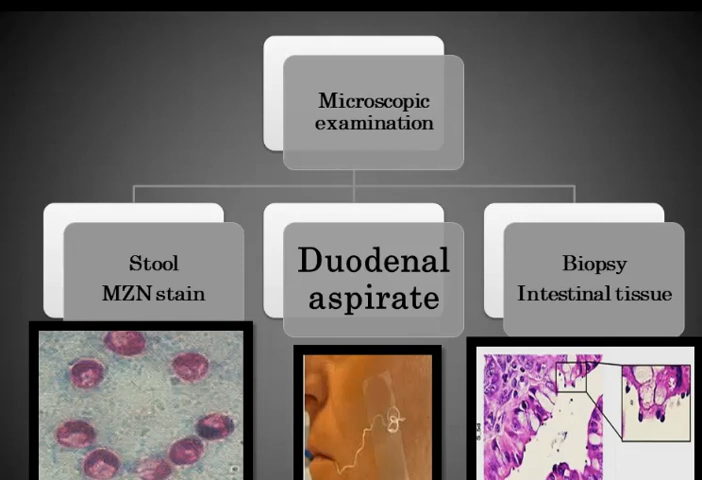 Microscopic
examination
Stool
MZN stain
Duodenal
aspirate
Biopsy
Intestinal tissue